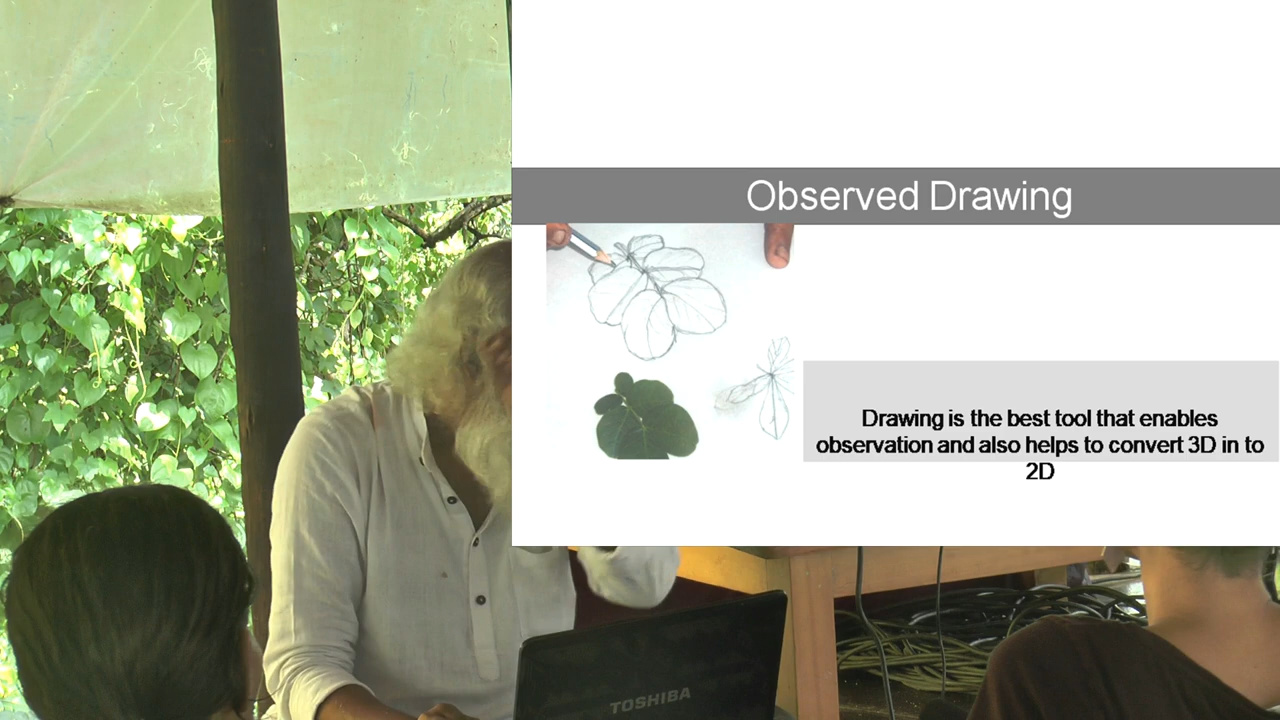 Observed Drawing
Drawing is the best tool that enables
observation and also helps to convert 3D in to
2D
TOSHIBA